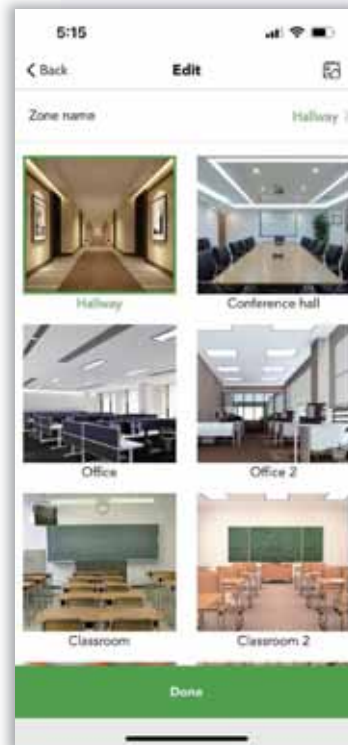 5:15
Back Edit
Zone name Hallway
Hallway Conference hall
Office Office 2
Classroom Classroom 2
Done